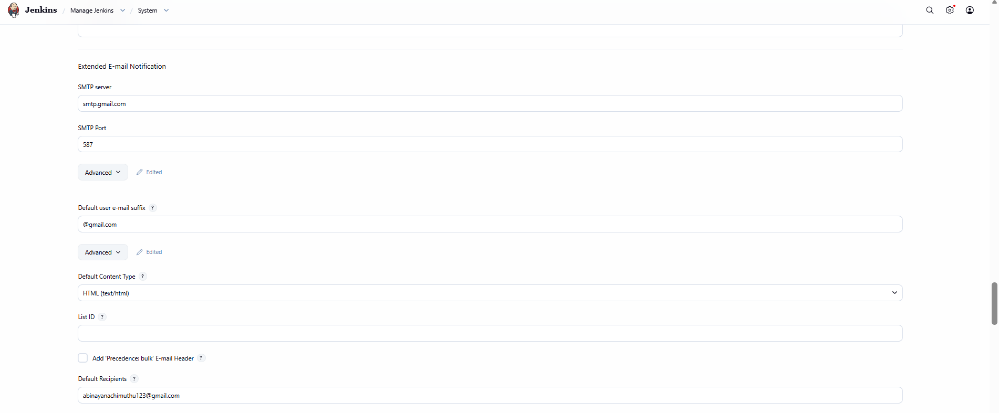 Jenkins / Manage Jenkins / System
Extended E-mail Notification
SMTP server
smtp.gmail.com
SMTP Port
587
Advanced Edited
Default user e-mail suffix ?
@gmail.com
Advanced Edited
Default Content Type ?
HTML (text/html)
List ID ?
Add 'Precedence: bulk' E-mail Header ?
Default Recipients ?
abinayanachimuthu123@gmail.com